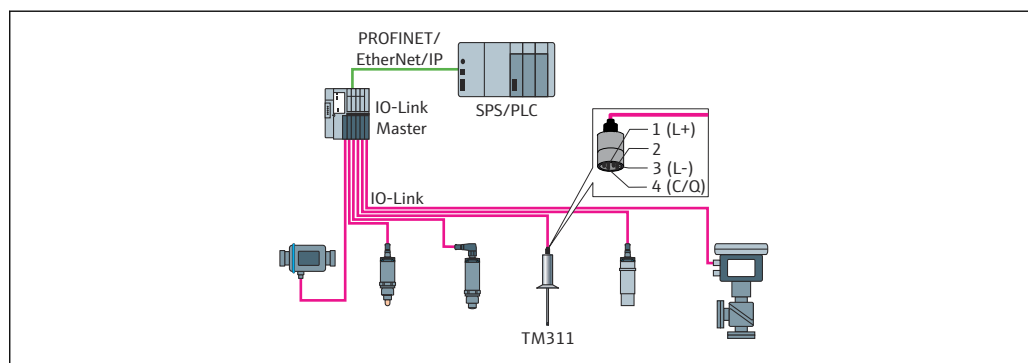 PROFINET/
EtherNet/IP
SPS/PLC
IO-Link
Master
1 (L+)
2
3 (L-)
4 (C/Q)
IO-Link
TM311